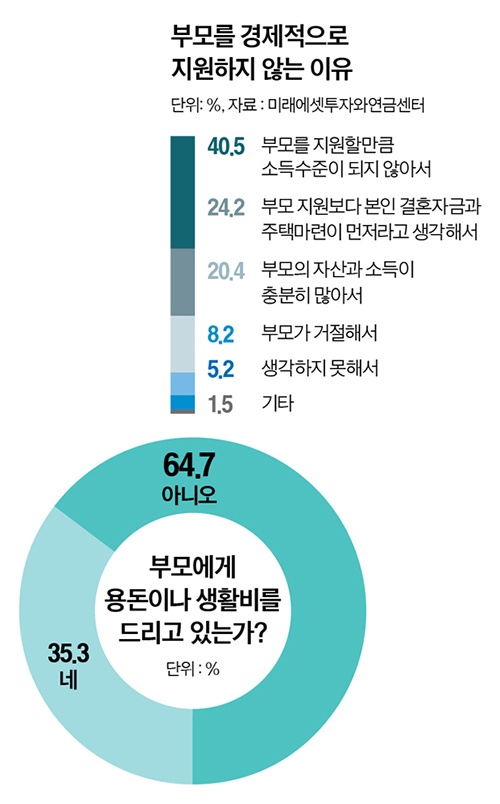 부모를 경제적으로
지원하지 않는 이유
단위: %, 자료 : 미래에셋투자와연금센터
40.5 부모를 지원할만큼
소득수준이 되지 않아서
24.2 부모 지원보다 본인 결혼자금과
주택마련이 먼저라고 생각해서
20.4 부모의 자산과 소득이
충분히 많아서
8.2 부모가 거절해서
5.2 생각하지 못해서
1.5 기타
64.7
아니오
부모에게
용돈이나 생활비를
드리고 있는가?
단위 : %
35.3
네